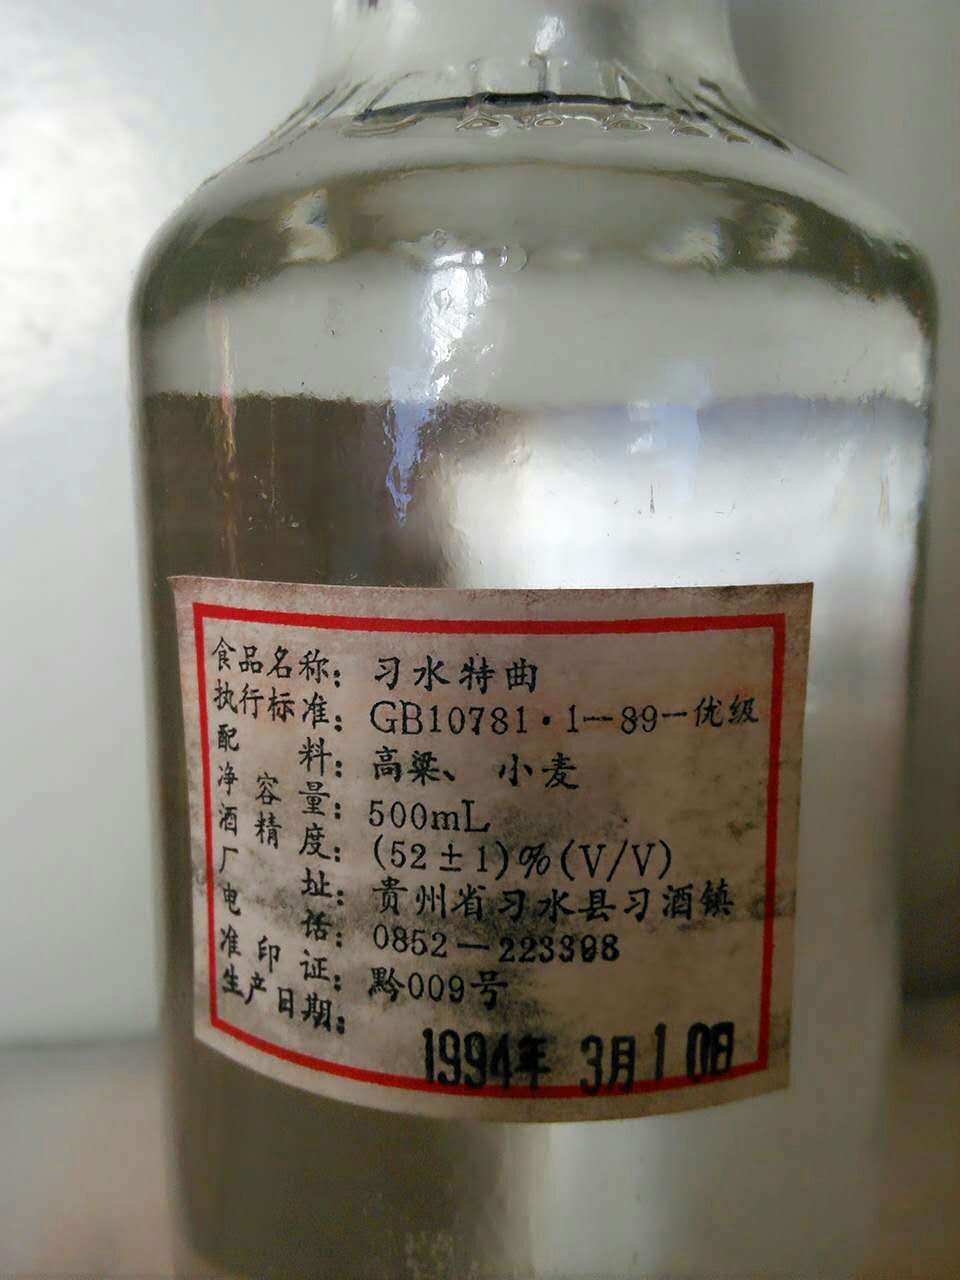 食品名称：习水特曲
执行标准：GB10781·1—89—优级
配料：高粱、小麦
净容量：500mL
酒精度：(52±1)%(V/V)
厂址：贵州省习水县习酒镇
电话：0852—223398
准印证：黔009号
生产日期：
1994年 3月10日